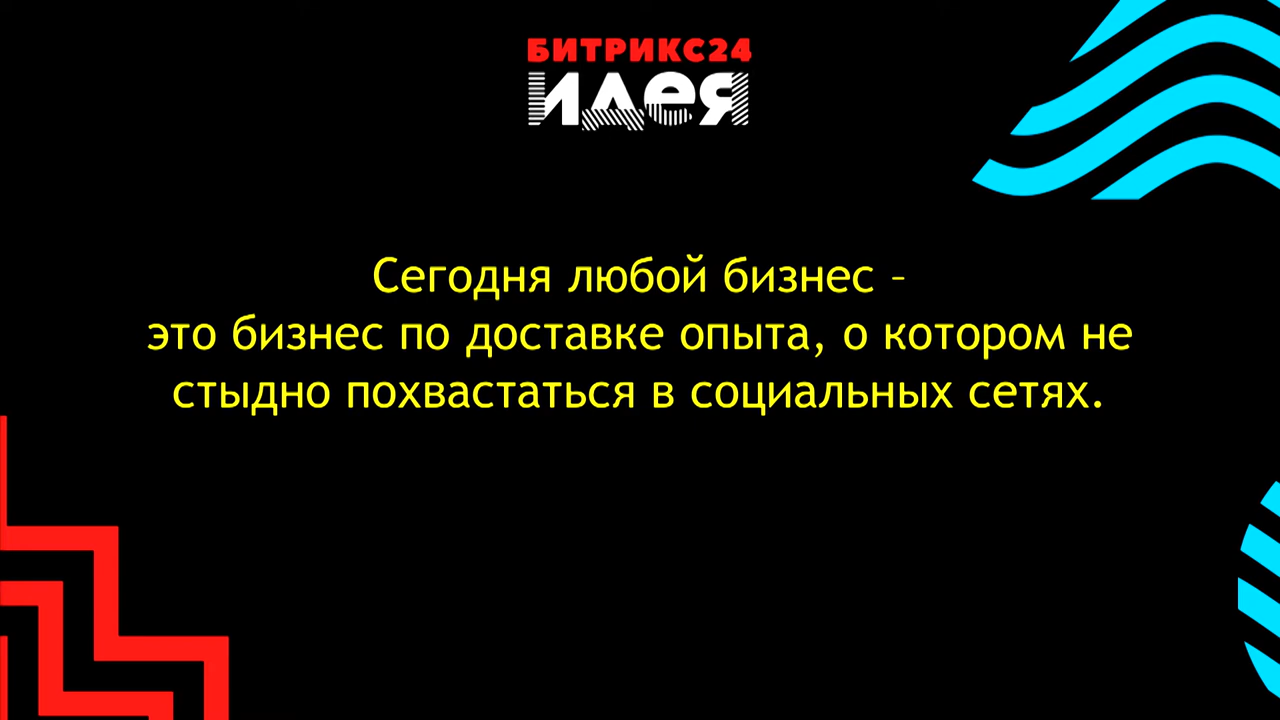 БИТРИКС24
идея
Сегодня любой бизнес –
это бизнес по доставке опыта, о котором не
стыдно похвастаться в социальных сетях.